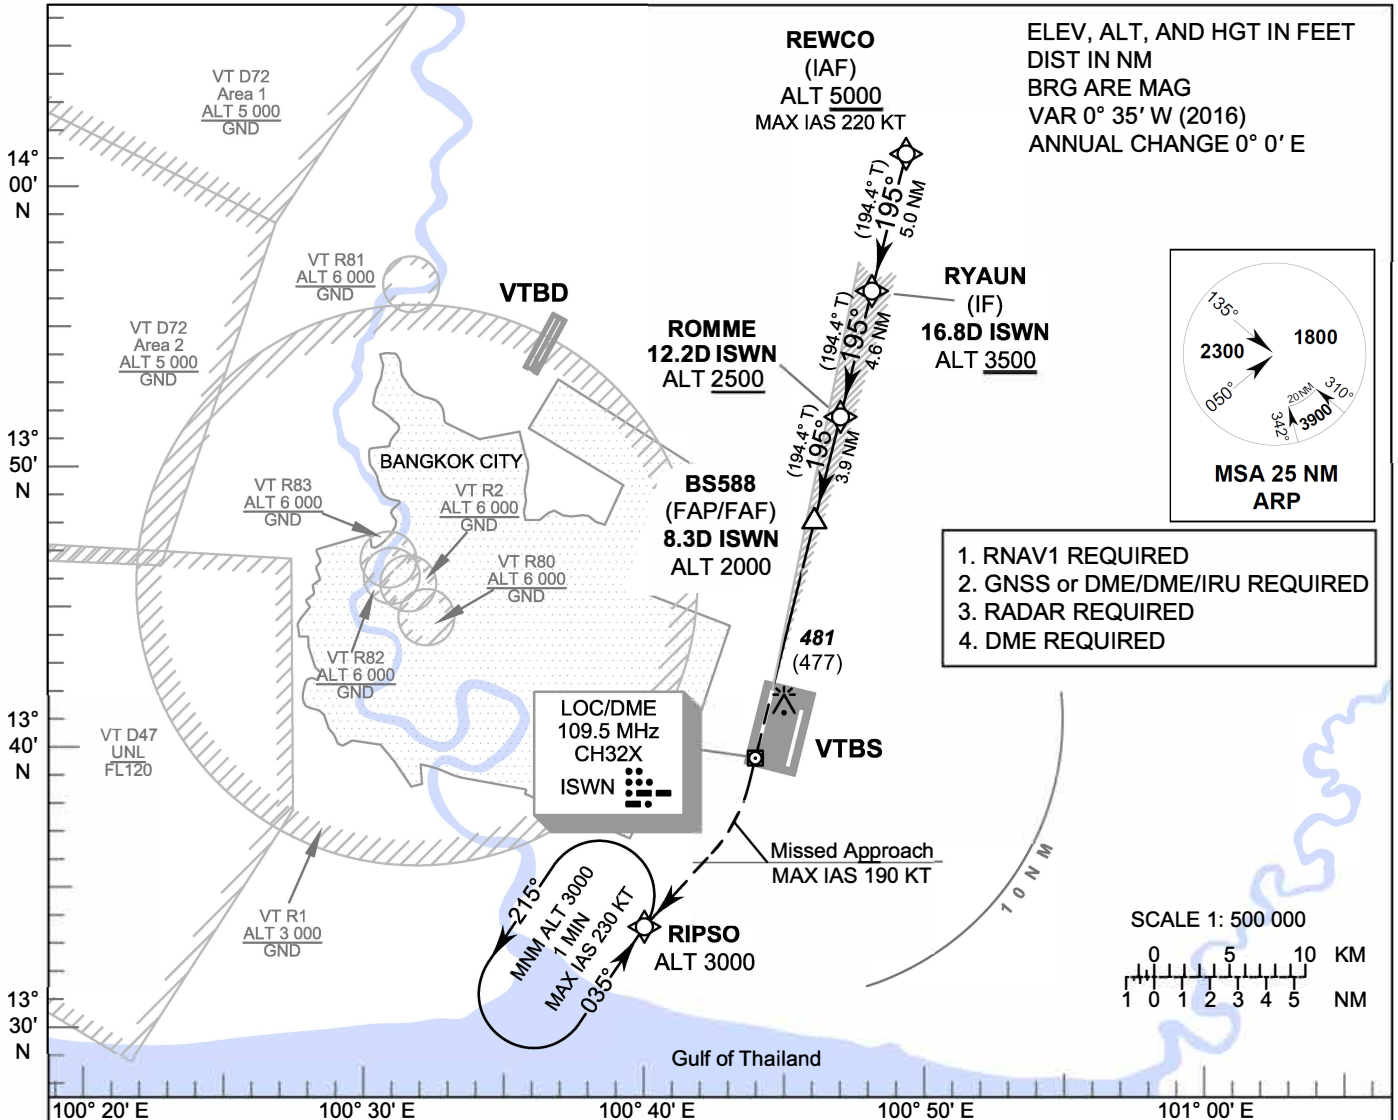 ELEV, ALT, AND HGT IN FEET
DIST IN NM
BRG ARE MAG
VAR 0° 35′ W (2016)
ANNUAL CHANGE 0° 0′ E
REWCO
(IAF)
ALT 5000
MAX IAS 220 KT
VT D72
Area 1
ALT 5 000
GND
14°
00'
N
(194.4° T)
195°
5.0 NM
VT R81
ALT 6 000
GND
VTBD
RYAUN
(IF)
16.8D ISWN
ALT 3500
VT D72
Area 2
ALT 5 000
GND
ROMME
12.2D ISWN
ALT 2500
(194.4° T)
195°
4.6 NM
135°
2300
1800
050°
20 NM
310°
342°
3900
MSA 25 NM
ARP
(194.4° T)
195°
3.9 NM
13°
50'
N
BANGKOK CITY
VT R83
ALT 6 000
GND
VT R2
ALT 6 000
GND
BS588
(FAP/FAF)
8.3D ISWN
ALT 2000
VT R80
ALT 6 000
GND
1. RNAV1 REQUIRED
2. GNSS or DME/DME/IRU REQUIRED
3. RADAR REQUIRED
4. DME REQUIRED
481
(477)
VT R82
ALT 6 000
GND
13°
40'
N
VT D47
UNL
FL120
LOC/DME
109.5 MHz
CH32X
ISWN
VTBS
Missed Approach
MAX IAS 190 KT
10 NM
215°
MNM ALT 3000
1 MIN
MAX IAS 230 KT
035°
RIPSO
ALT 3000
VT R1
ALT 3 000
GND
SCALE 1: 500 000
0 5 10 KM
1 0 1 2 3 4 5 NM
13°
30'
N
Gulf of Thailand
100° 20′ E
100° 30′ E
100° 40′ E
100° 50′ E
101° 00′ E